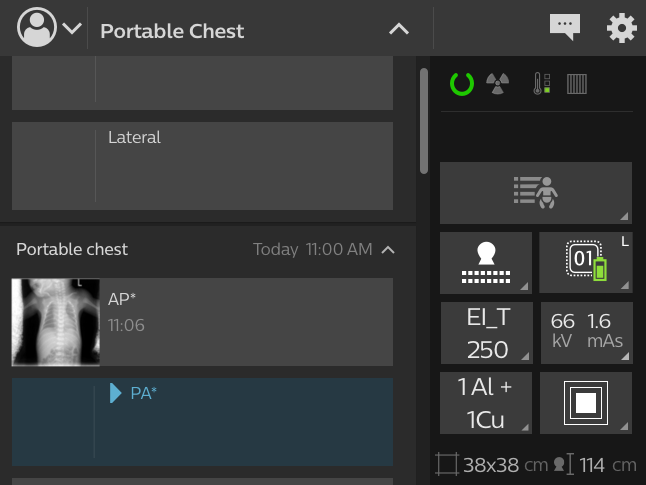 Portable Chest
Lateral
Portable chest Today 11:00 AM
L
AP*
11:06
PA*
01 L
EI_T
250
66 1.6
kV mAs
1 Al +
1Cu
38x38 cm 114 cm